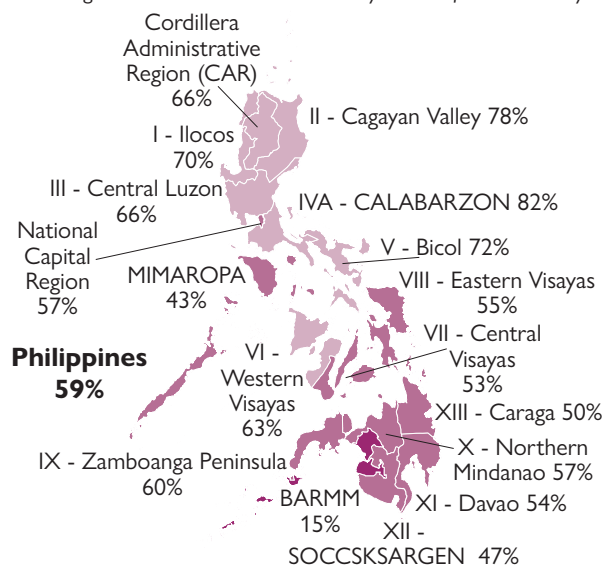 Cordillera
Administrative
Region (CAR)
66%
II - Cagayan Valley 78%
I - Ilocos
70%
III - Central Luzon
66%
IVA - CALABARZON 82%
National
Capital
Region
57%
V - Bicol 72%
MIMAROPA
43%
VIII - Eastern Visayas
55%
Philippines
59%
VI -
Western
Visayas
63%
VII - Central
Visayas
53%
XIII - Caraga 50%
X - Northern
Mindanao 57%
IX - Zamboanga Peninsula
60%
BARMM
15%
XI - Davao 54%
XII -
SOCCSKSARGEN 47%